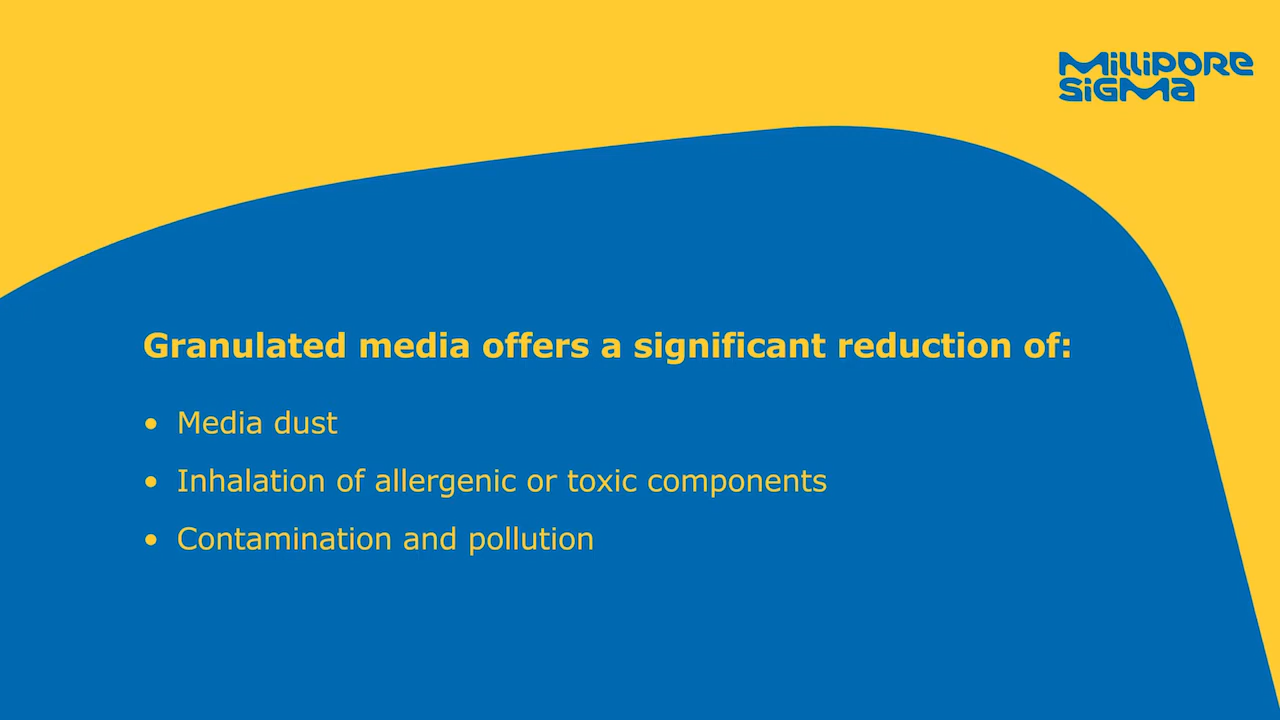 Millipore
Sigma
Granulated media offers a significant reduction of:
• Media dust
• Inhalation of allergenic or toxic components
• Contamination and pollution